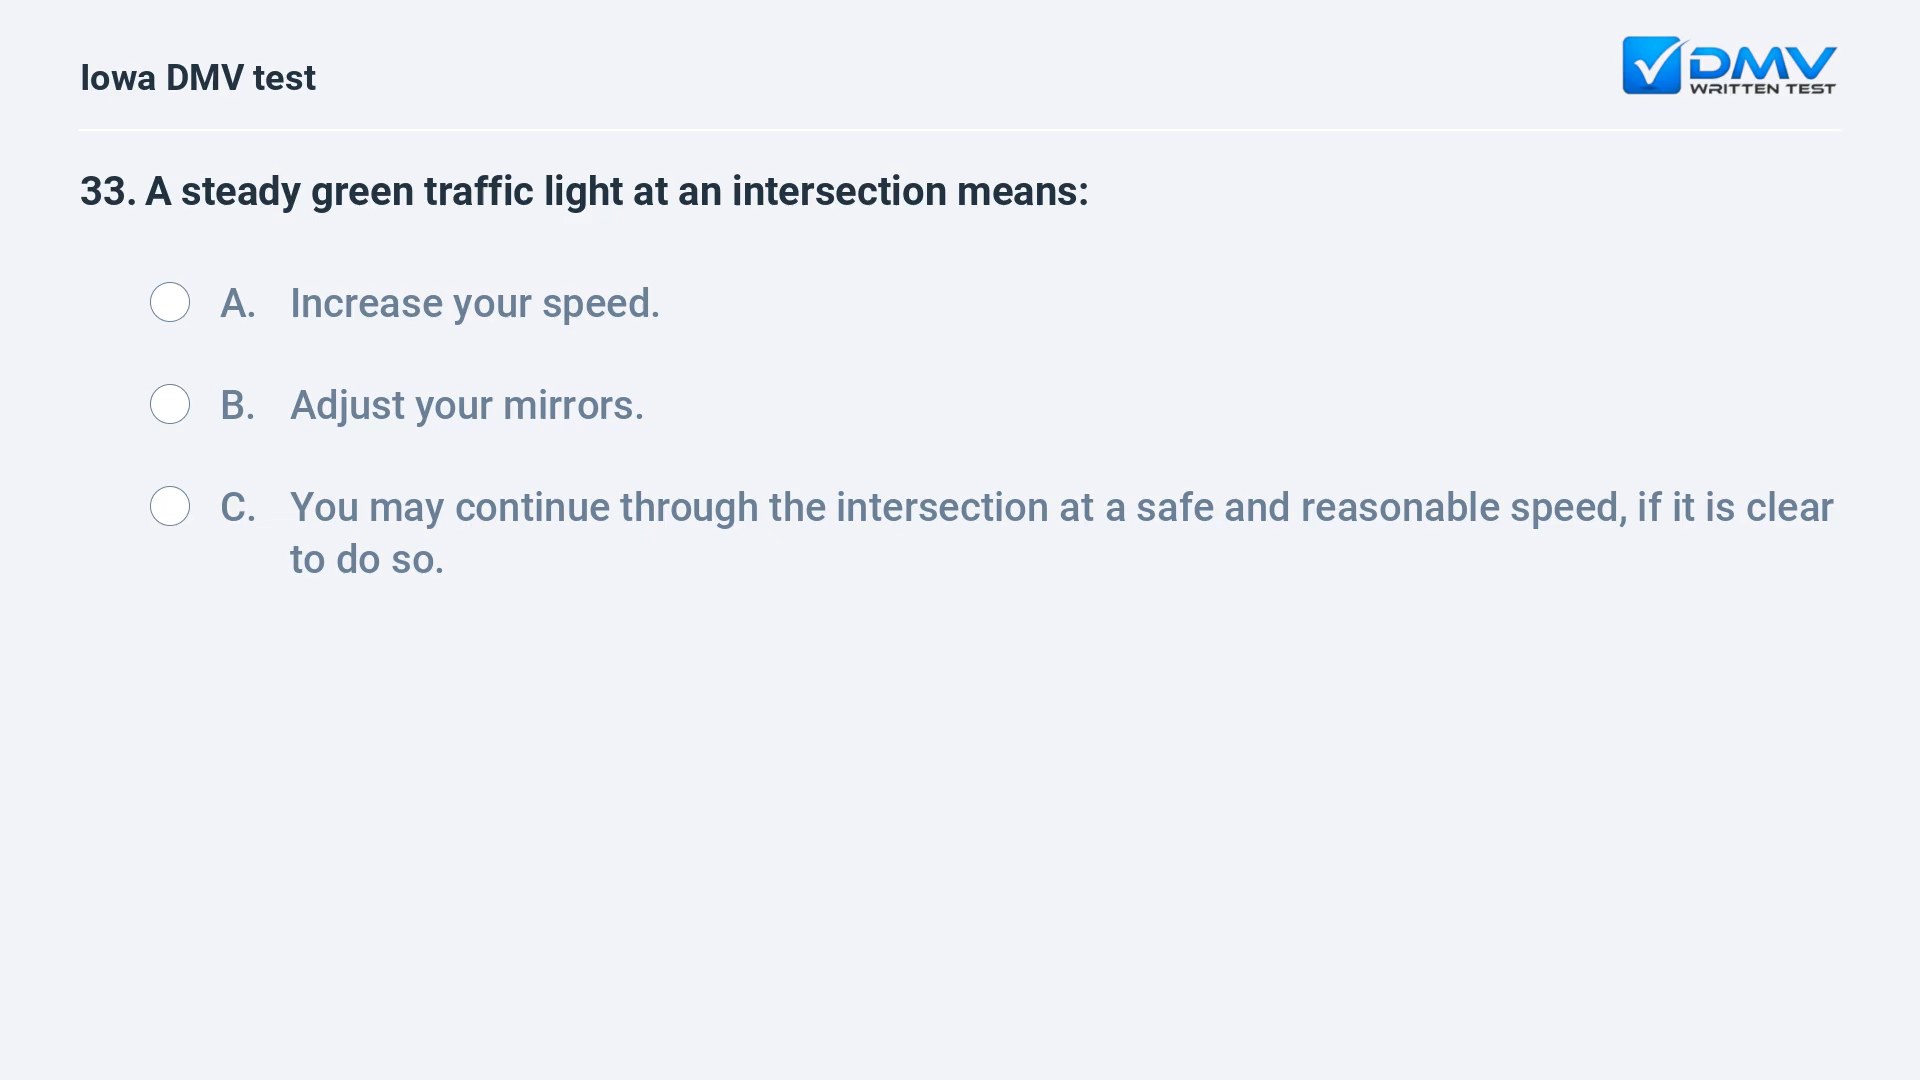 Iowa DMV test
DMV
WRITTEN TEST
33. A steady green traffic light at an intersection means:
A. Increase your speed.
B. Adjust your mirrors.
C. You may continue through the intersection at a safe and reasonable speed, if it is clear
to do so.